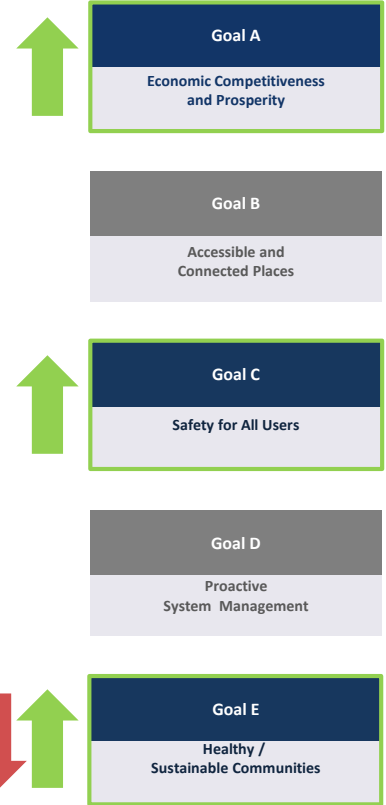 Goal A
Economic Competitiveness
and Prosperity
Goal B
Accessible and
Connected Places
Goal C
Safety for All Users
Goal D
Proactive
System Management
Goal E
Healthy /
Sustainable Communities